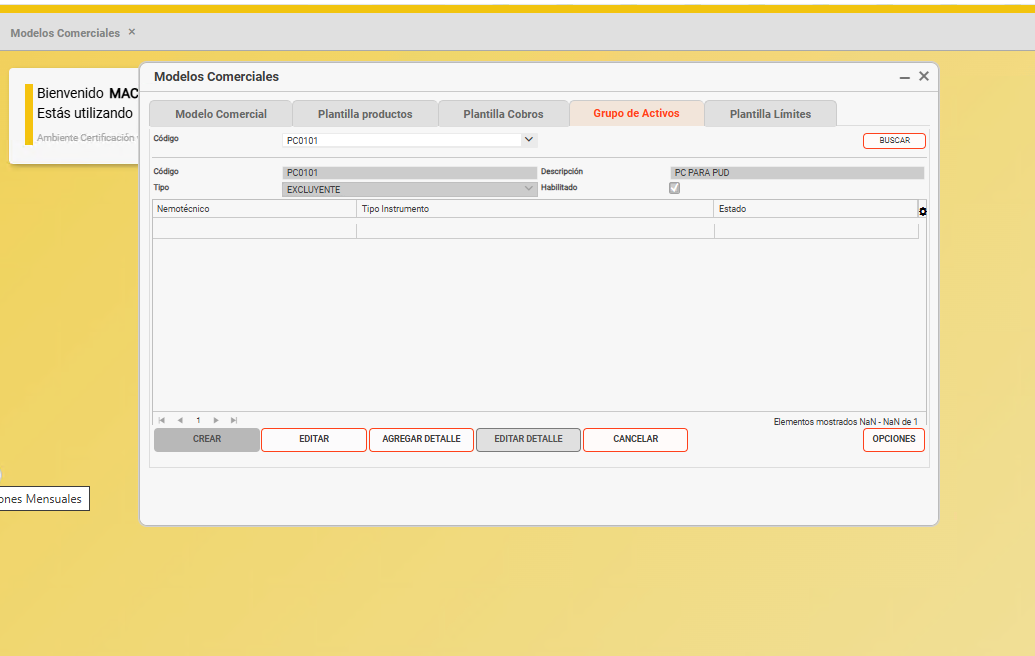 Modelos Comerciales ×
Bienvenido MAC
Estás utilizando
Ambiente Certificación
Modelos Comerciales
Modelo Comercial
Plantilla productos
Plantilla Cobros
Grupo de Activos
Plantilla Límites
Código
PC0101
BUSCAR
Código
PC0101
Descripción
PC PARA PUD
Tipo
EXCLUYENTE
Habilitado
Nemotécnico
Tipo Instrumento
Estado
1
Elementos mostrados NaN - NaN de 1
CREAR
EDITAR
AGREGAR DETALLE
EDITAR DETALLE
CANCELAR
OPCIONES
ones Mensuales